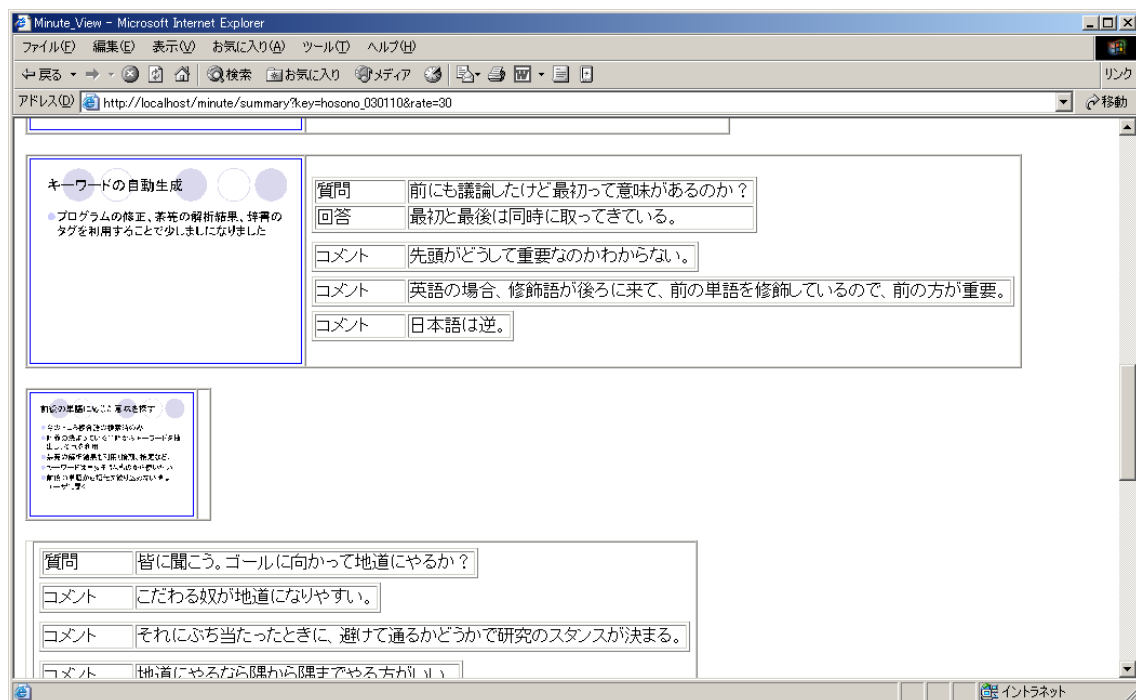 Minute_View - Microsoft Internet Explorer
ファイル(F) 編集(E) 表示(V) お気に入り(A) ツール(T) ヘルプ(H)
戻る 検索 お気に入り メディア リンク
アドレス(D) http://localhost/minute/summary?key=hosono_030110&rate=30 移動
キーワードの自動生成
プログラムの修正、茶筅の解析結果、辞書の
タグを利用することで少しましになりました
質問 前にも議論したけど最初って意味があるのか？
回答 最初と最後は同時に取ってきている。
コメント 先頭がどうして重要なのかわからない。
コメント 英語の場合、修飾語が後ろに来て、前の単語を修飾しているので、前の方が重要。
コメント 日本語は逆。
質問 皆に聞こう。ゴールに向かって地道にやるか？
コメント こだわる奴が地道になりやすい。
コメント それにぶち当たったときに、避けて通るかどうかで研究のスタンスが決まる。
コメント 地道にやるなら隅から隅までやる方がいい。
イントラネット